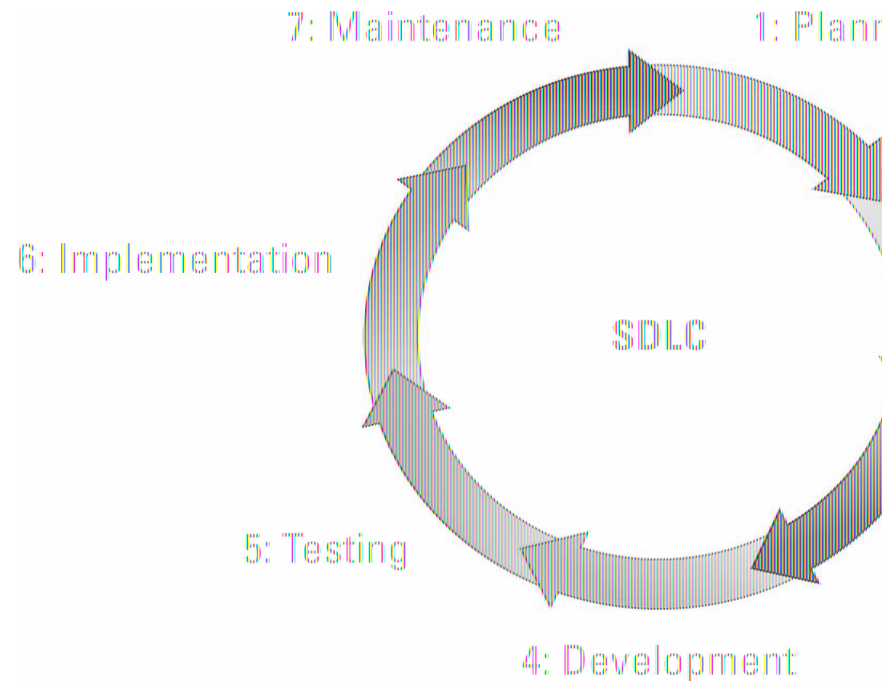 7: Maintenance
1: Plann
6: Implementation
SDLC
5: Testing
4: Development